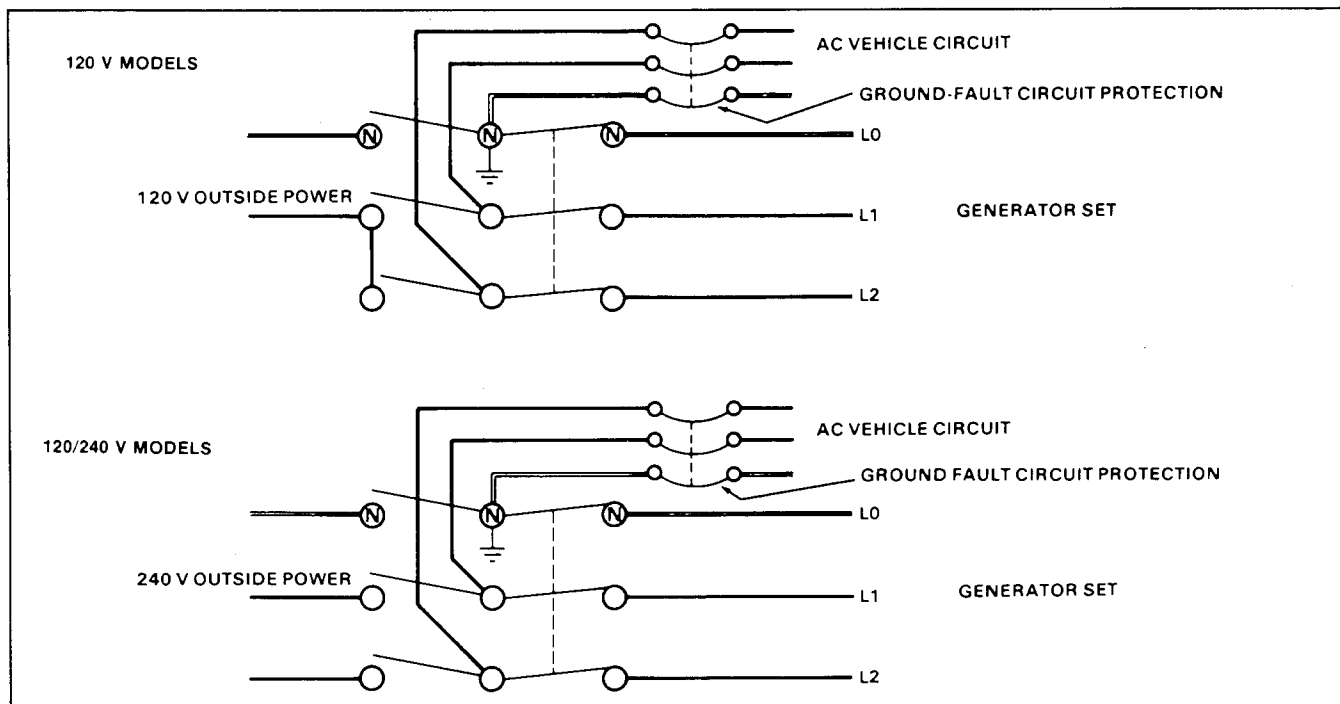 120 V MODELS
AC VEHICLE CIRCUIT
GROUND-FAULT CIRCUIT PROTECTION
N
N
N
L0
120 V OUTSIDE POWER
L1
GENERATOR SET
L2
120/240 V MODELS
AC VEHICLE CIRCUIT
GROUND FAULT CIRCUIT PROTECTION
N
N
N
L0
240 V OUTSIDE POWER
L1
GENERATOR SET
L2